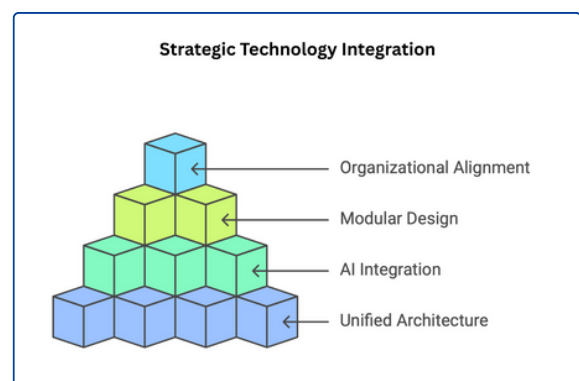 Strategic Technology Integration
Organizational Alignment
Modular Design
AI Integration
Unified Architecture